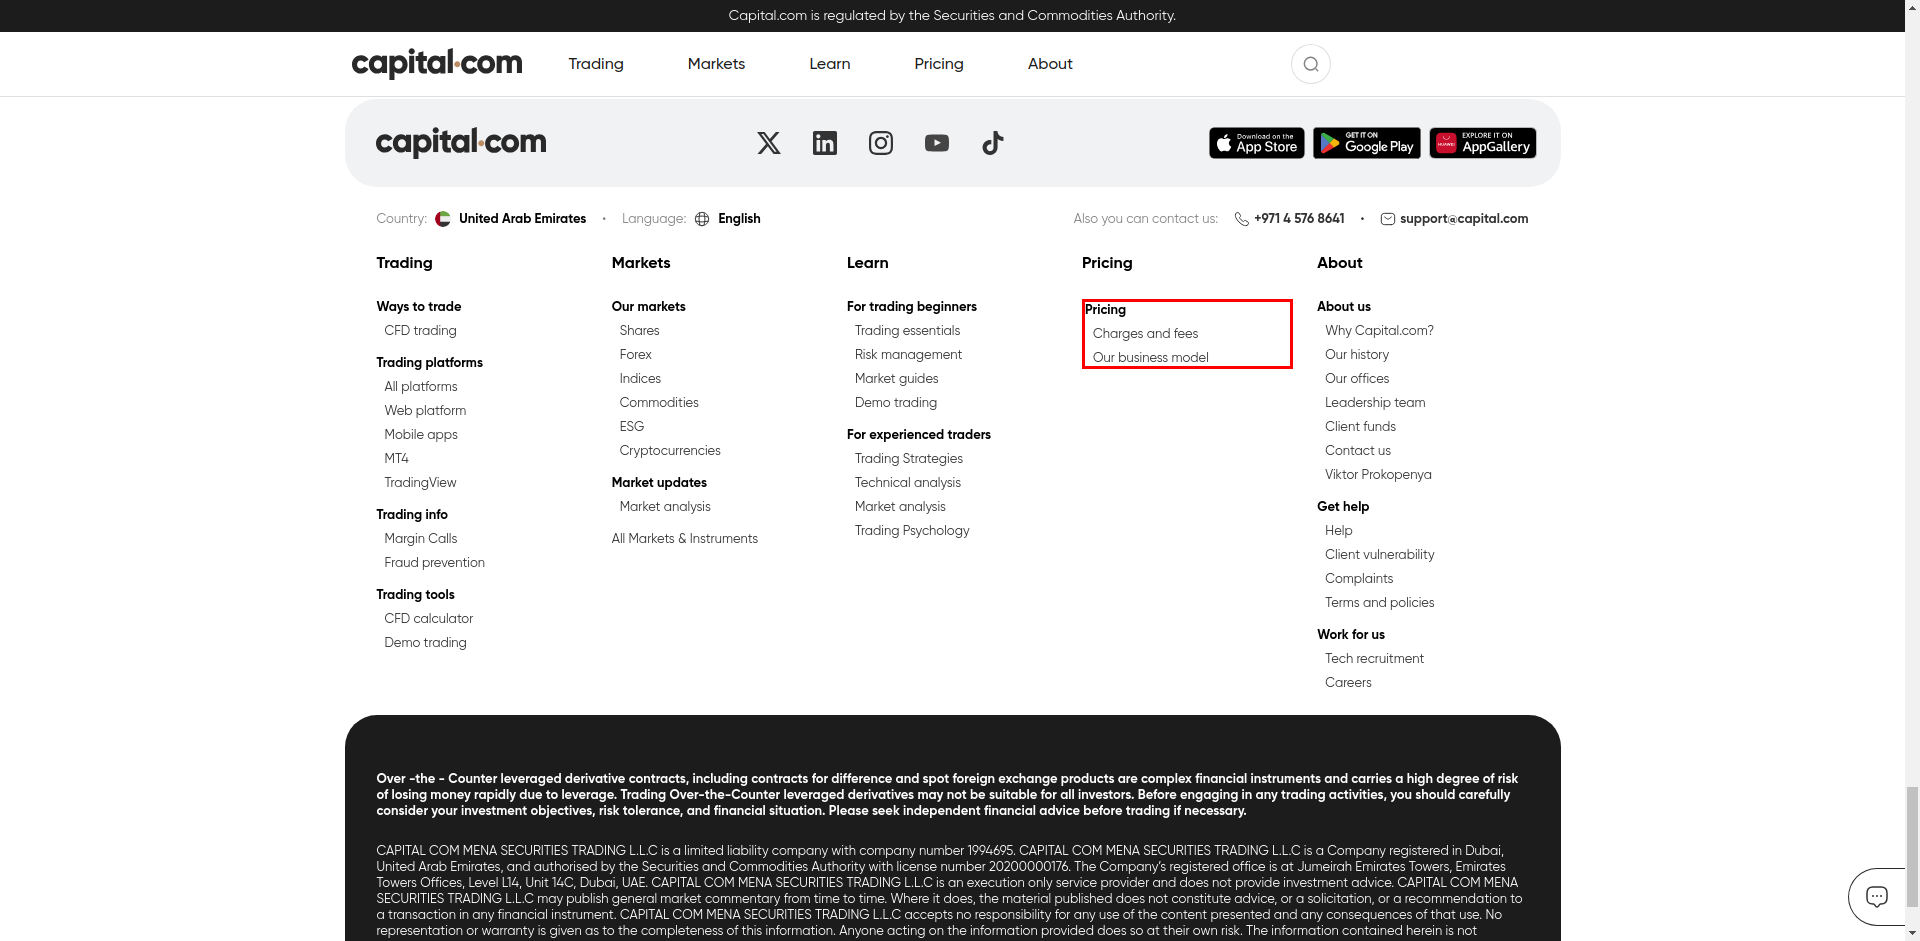 Capital.com is regulated by the Securities and Commodities Authority.
capital.com
Trading
Markets
Learn
Pricing
About
capital.com
Download on the
App Store
GET IT ON
Google Play
HUAWEI
EXPLORE IT ON
AppGallery
Country: United Arab Emirates • Language: English
Also you can contact us: +971 4 576 8641 • support@capital.com
Trading
Ways to trade
CFD trading
Trading platforms
All platforms
Web platform
Mobile apps
MT4
TradingView
Trading info
Margin Calls
Fraud prevention
Trading tools
CFD calculator
Demo trading
Markets
Our markets
Shares
Forex
Indices
Commodities
ESG
Cryptocurrencies
Market updates
Market analysis
All Markets & Instruments
Learn
For trading beginners
Trading essentials
Risk management
Market guides
Demo trading
For experienced traders
Trading Strategies
Technical analysis
Market analysis
Trading Psychology
Pricing
Pricing
Charges and fees
Our business model
About
About us
Why Capital.com?
Our history
Our offices
Leadership team
Client funds
Contact us
Viktor Prokopenya
Get help
Help
Client vulnerability
Complaints
Terms and policies
Work for us
Tech recruitment
Careers
Over -the - Counter leveraged derivative contracts, including contracts for difference and spot foreign exchange products are complex financial instruments and carries a high degree of risk
of losing money rapidly due to leverage. Trading Over-the-Counter leveraged derivatives may not be suitable for all investors. Before engaging in any trading activities, you should carefully
consider your investment objectives, risk tolerance, and financial situation. Please seek independent financial advice before trading if necessary.
CAPITAL COM MENA SECURITIES TRADING L.L.C is a limited liability company with company number 1994695. CAPITAL COM MENA SECURITIES TRADING L.L.C is a Company registered in Dubai,
United Arab Emirates, and authorised by the Securities and Commodities Authority with license number 20200000176. The Company's registered office is at Jumeirah Emirates Towers, Emirates
Towers Offices, Level L14, Unit 14C, Dubai, UAE. CAPITAL COM MENA SECURITIES TRADING L.L.C is an execution only service provider and does not provide investment advice. CAPITAL COM MENA
SECURITIES TRADING L.L.C may publish general market commentary from time to time. Where it does, the material published does not constitute advice, or a solicitation, or a recommendation to
a transaction in any financial instrument. CAPITAL COM MENA SECURITIES TRADING L.L.C accepts no responsibility for any use of the content presented and any consequences of that use. No
representation or warranty is given as to the completeness of this information. Anyone acting on the information provided does so at their own risk. The information contained herein is not